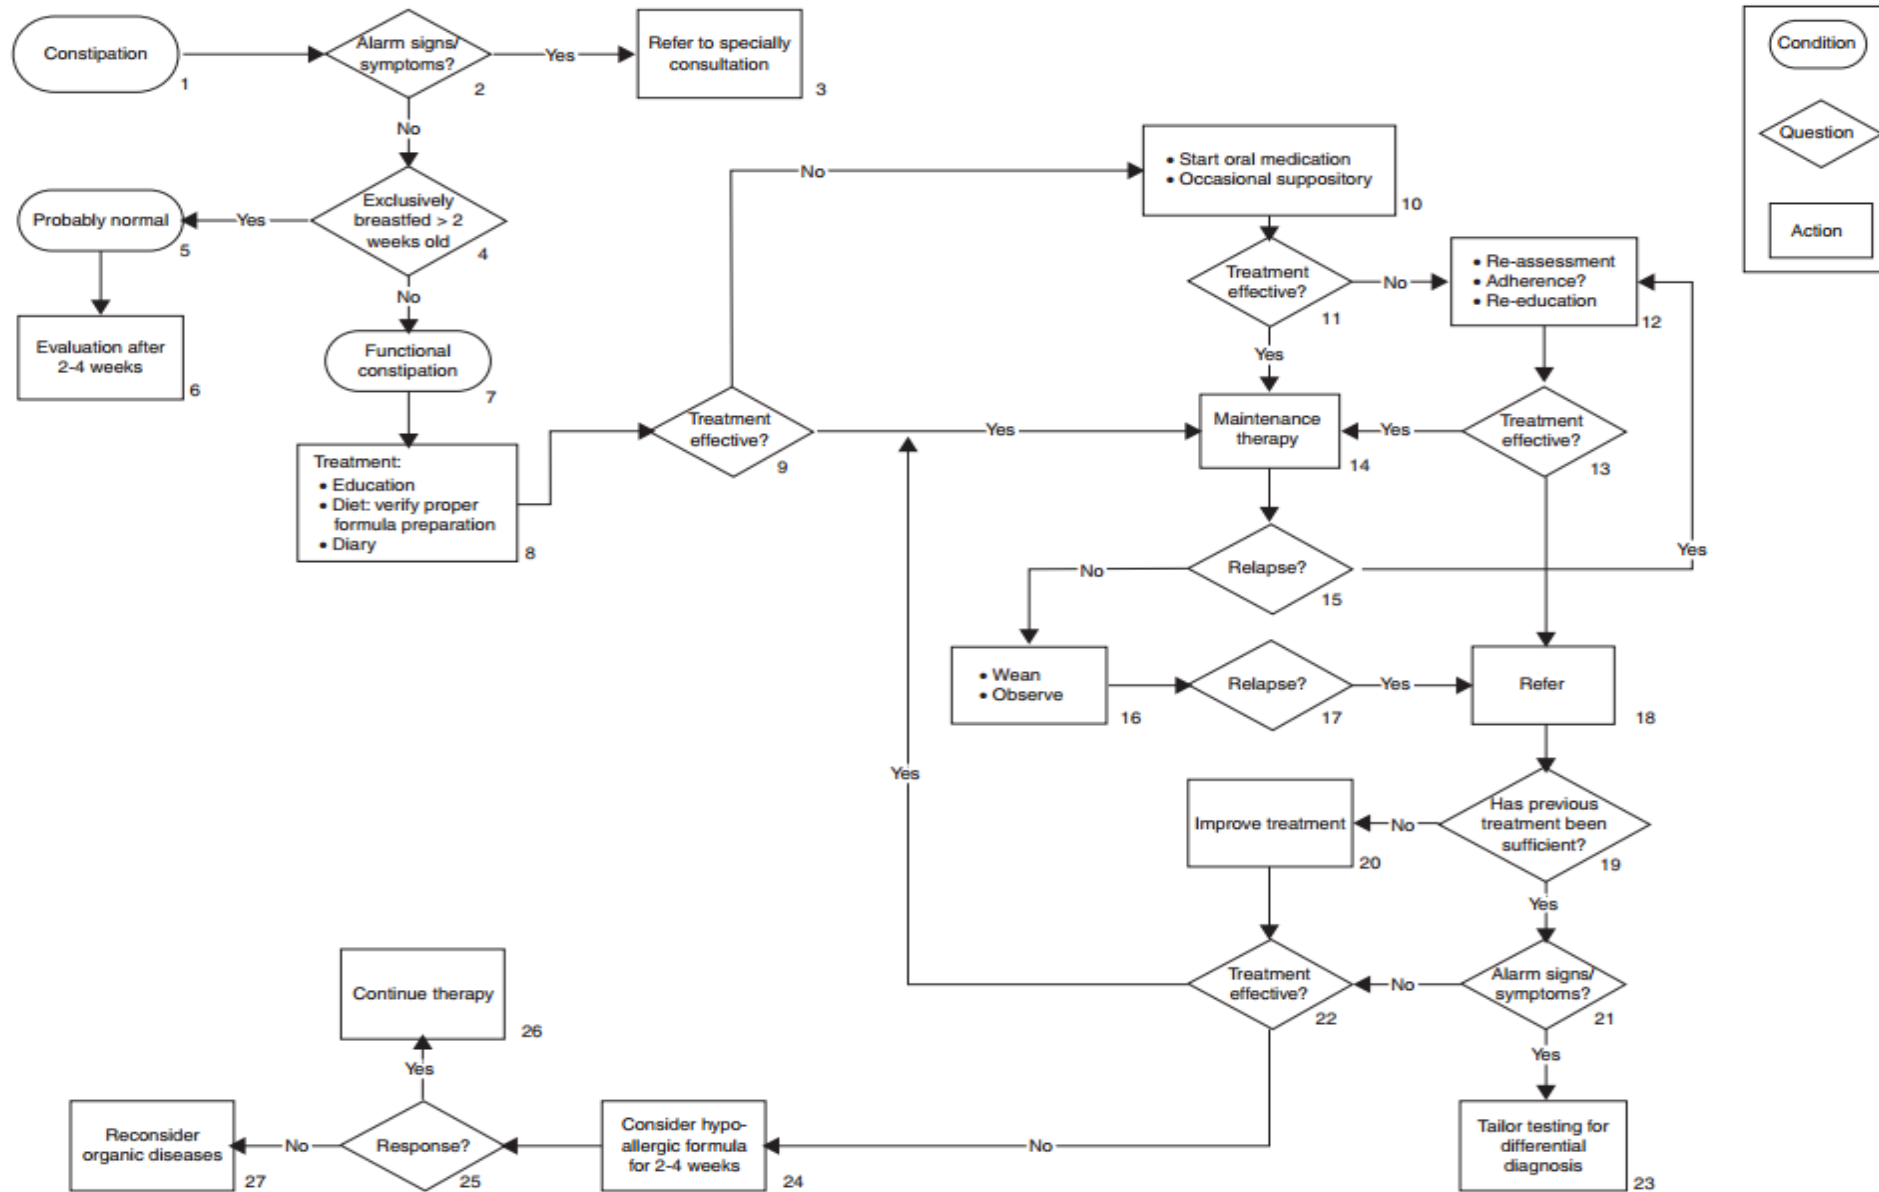 Constipation
1
Alarm signs/
symptoms?
2
Yes
Refer to specially
consultation
3
No
Exclusively
breastfed > 2
weeks old
4
Yes
Probably normal
5
Evaluation after
2-4 weeks
6
No
Functional
constipation
7
Treatment:
• Education
• Diet: verify proper
formula preparation
• Diary
8
Treatment
effective?
9
No
Yes
• Start oral medication
• Occasional suppository
10
Treatment
effective?
11
No
Yes
• Re-assessment
• Adherence?
• Re-education
12
Treatment
effective?
13
Yes
Maintenance
therapy
14
Relapse?
15
Yes
No
• Wean
• Observe
16
Relapse?
17
Yes
Refer
18
Has previous
treatment been
sufficient?
19
No
Improve treatment
20
Yes
Alarm signs/
symptoms?
21
No
Treatment
effective?
22
Yes
Yes
Tailor testing for
differential
diagnosis
23
No
Consider hypo-
allergic formula
for 2-4 weeks
24
Response?
25
Yes
Continue therapy
26
No
Reconsider
organic diseases
27
Condition
Question
Action